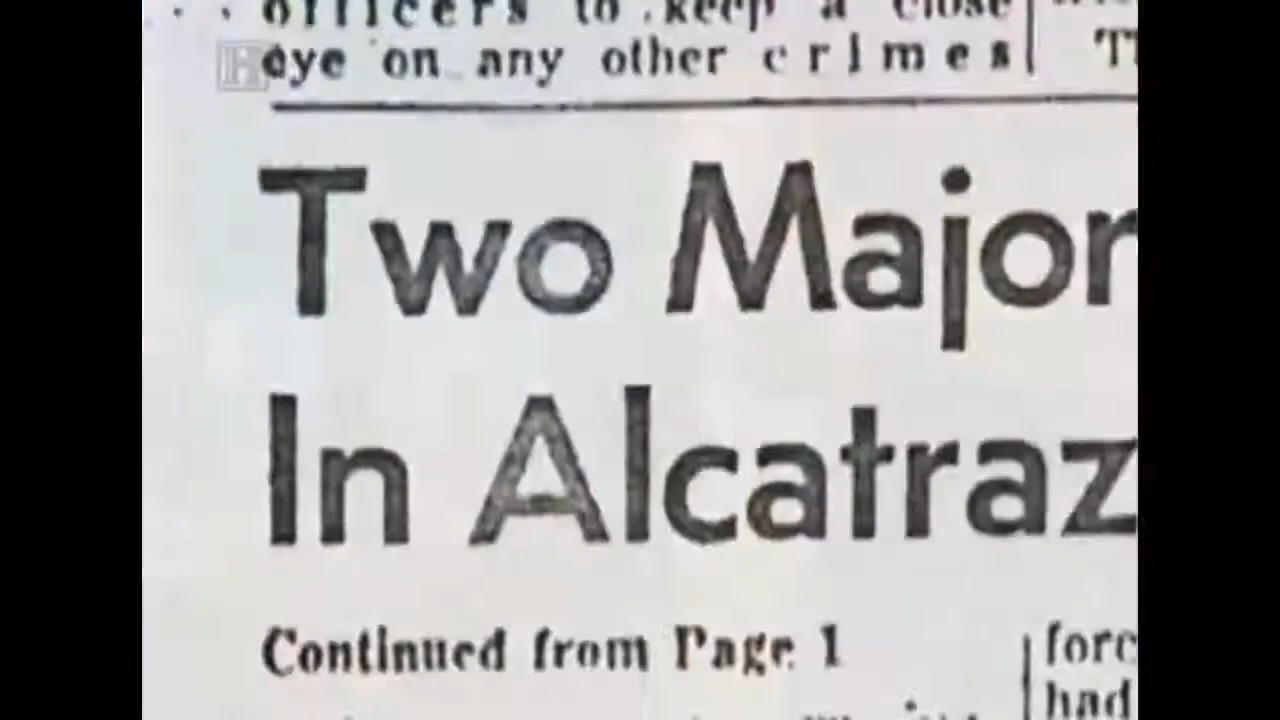 officers to keep a close
eye on any other crimes
Two Major
In Alcatraz
Continued from Page 1
forc
had